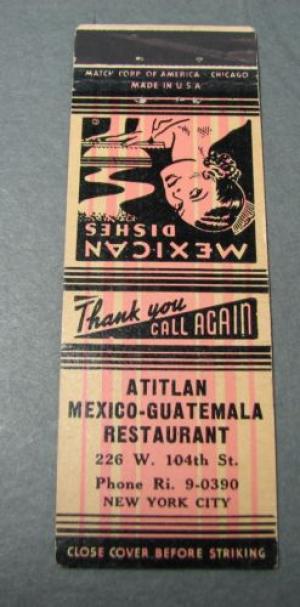 MATCH CORP. OF AMERICA CHICAGO
MADE IN U.S.A
MEXICAN
DISHES
Thank you
CALL AGAIN
ATITLAN
MEXICO-GUATEMALA
RESTAURANT
226 W. 104th St.
Phone Ri. 9-0390
NEW YORK CITY
CLOSE COVER BEFORE STRIKING